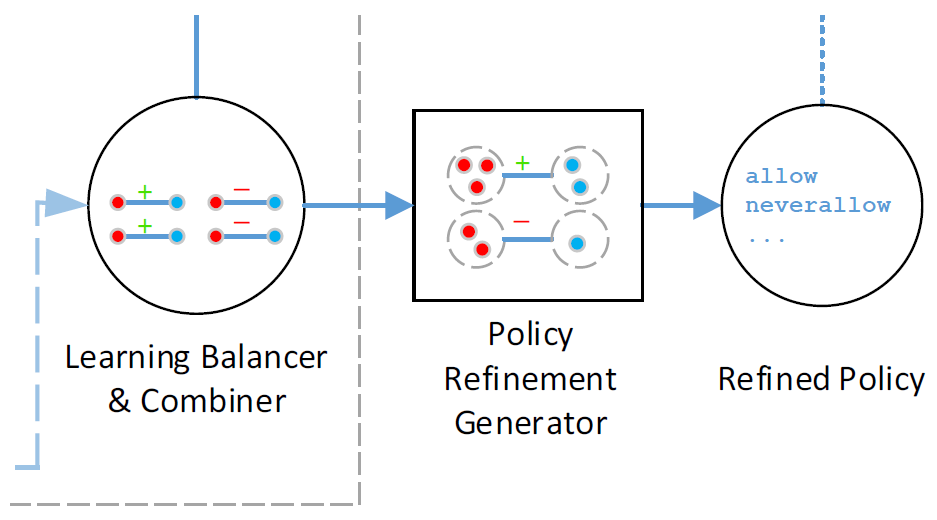 + −
+ −
Learning Balancer
& Combiner
+
−
Policy
Refinement
Generator
allow
neverallow
...
Refined Policy